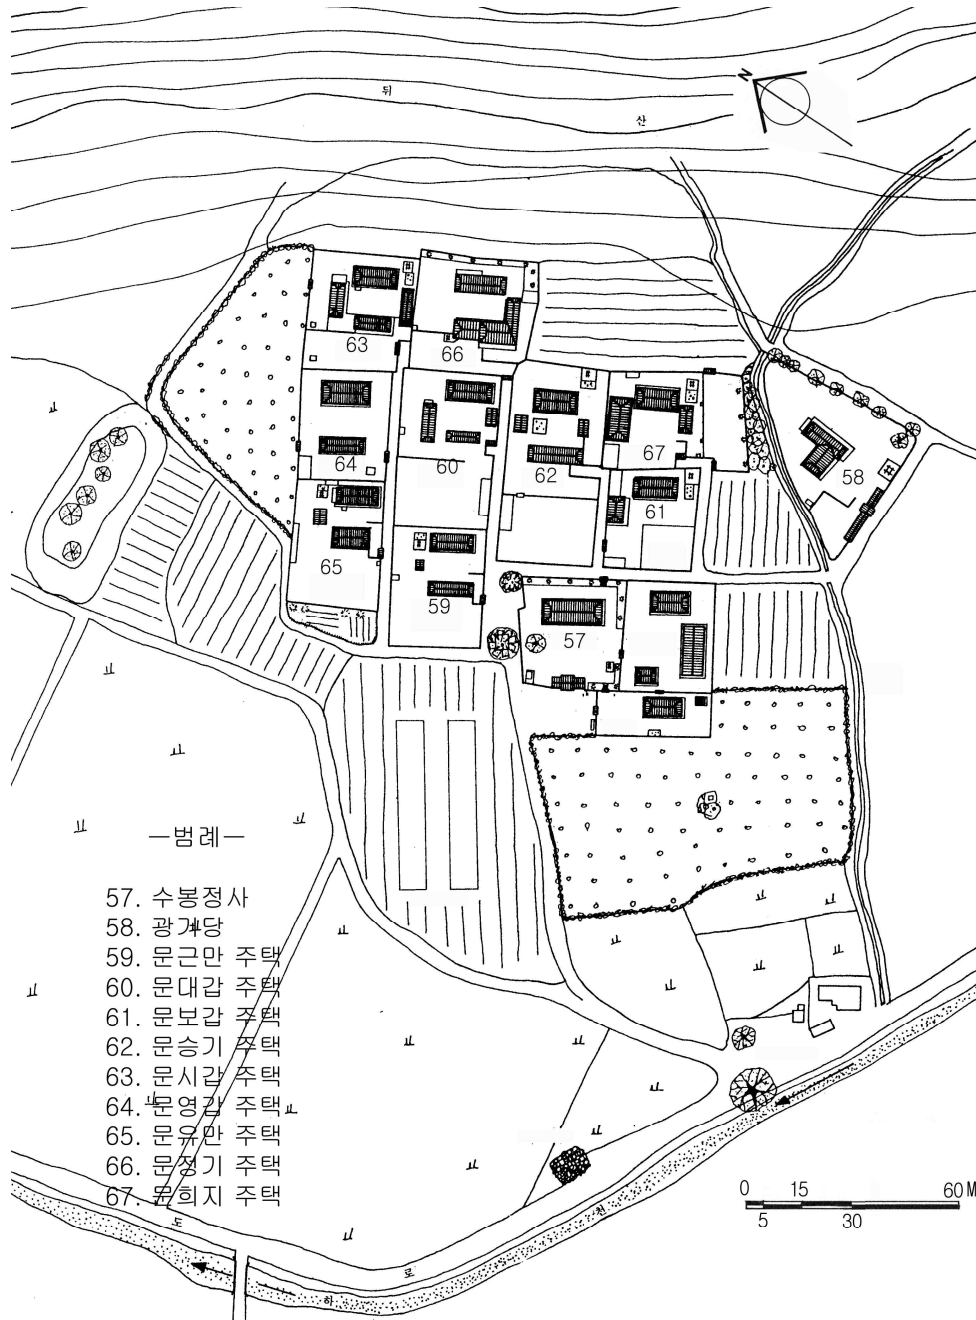 뒤
산
N
63
66
64
60
62
67
58
61
65
59
57
—범례—
57. 수봉정사
58. 광거당
59. 문근만 주택
60. 문대갑 주택
61. 문보갑 주택
62. 문승기 주택
63. 문시갑 주택
64. 문영갑 주택
65. 문유만 주택
66. 문정기 주택
67. 문희지 주택
0 15 60 M
5 30
도
로
하
천